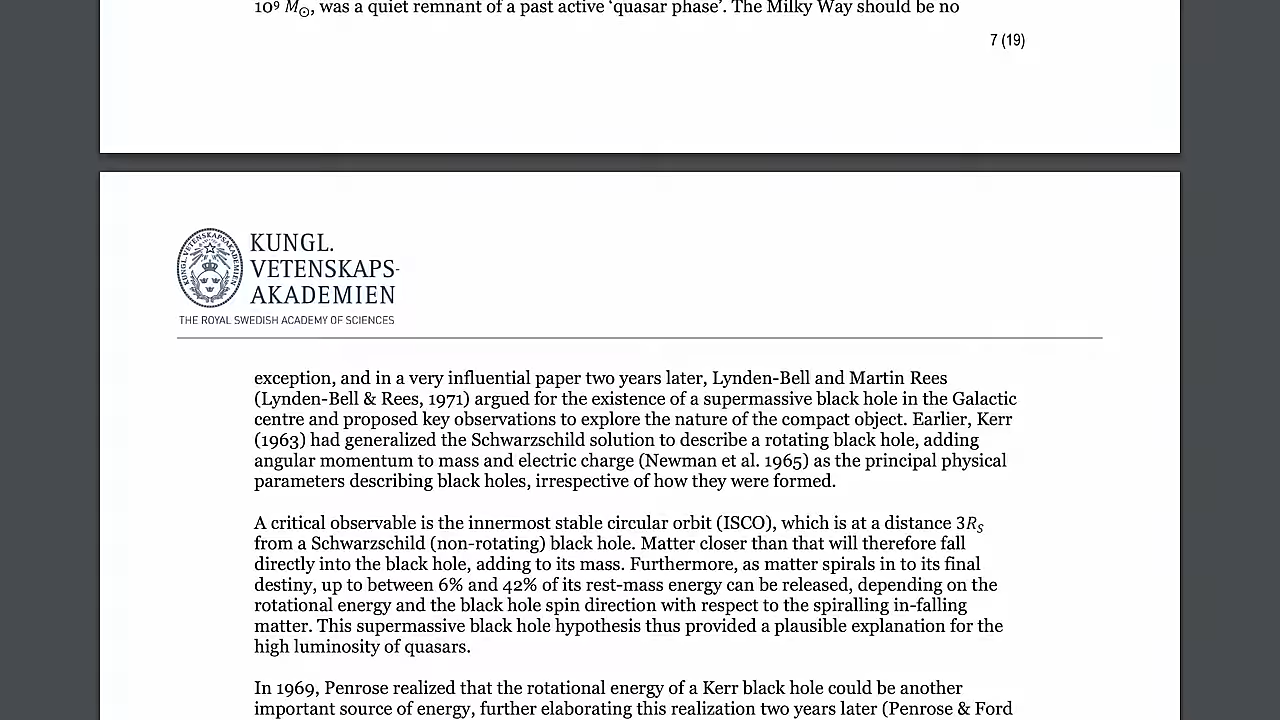 10⁹ M☉, was a quiet remnant of a past active ‘quasar phase’. The Milky Way should be no
7 (19)
KUNGL.
VETENSKAPS-
AKADEMIEN
THE ROYAL SWEDISH ACADEMY OF SCIENCES
exception, and in a very influential paper two years later, Lynden-Bell and Martin Rees
(Lynden-Bell & Rees, 1971) argued for the existence of a supermassive black hole in the Galactic
centre and proposed key observations to explore the nature of the compact object. Earlier, Kerr
(1963) had generalized the Schwarzschild solution to describe a rotating black hole, adding
angular momentum to mass and electric charge (Newman et al. 1965) as the principal physical
parameters describing black holes, irrespective of how they were formed.
A critical observable is the innermost stable circular orbit (ISCO), which is at a distance 3Rₛ
from a Schwarzschild (non-rotating) black hole. Matter closer than that will therefore fall
directly into the black hole, adding to its mass. Furthermore, as matter spirals in to its final
destiny, up to between 6% and 42% of its rest-mass energy can be released, depending on the
rotational energy and the black hole spin direction with respect to the spiralling in-falling
matter. This supermassive black hole hypothesis thus provided a plausible explanation for the
high luminosity of quasars.
In 1969, Penrose realized that the rotational energy of a Kerr black hole could be another
important source of energy, further elaborating this realization two years later (Penrose & Ford